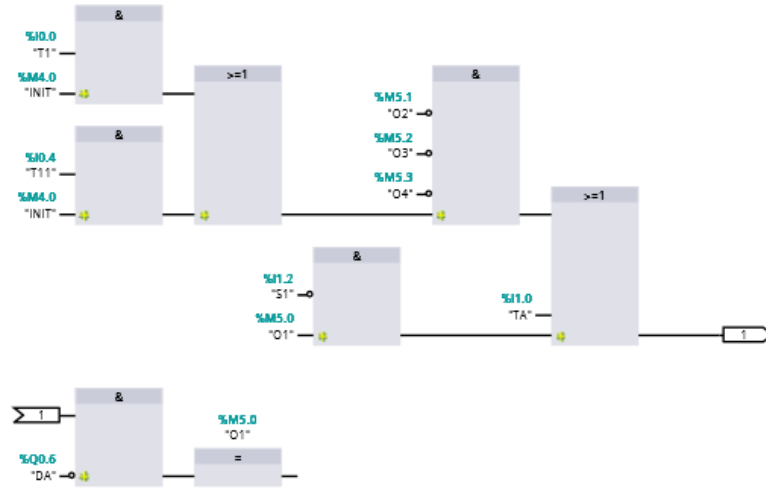 &
%I0.0
"T1"
%M4.0
"INIT"
>=1
&
%M5.1
"O2"
%M5.2
"O3"
%M5.3
"O4"
&
%I0.4
"T11"
%M4.0
"INIT"
>=1
&
%I1.2
"S1"
%M5.0
"O1"
%I1.0
"TA"
1
&
1
%Q0.6
"DA"
%M5.0
"O1"
=